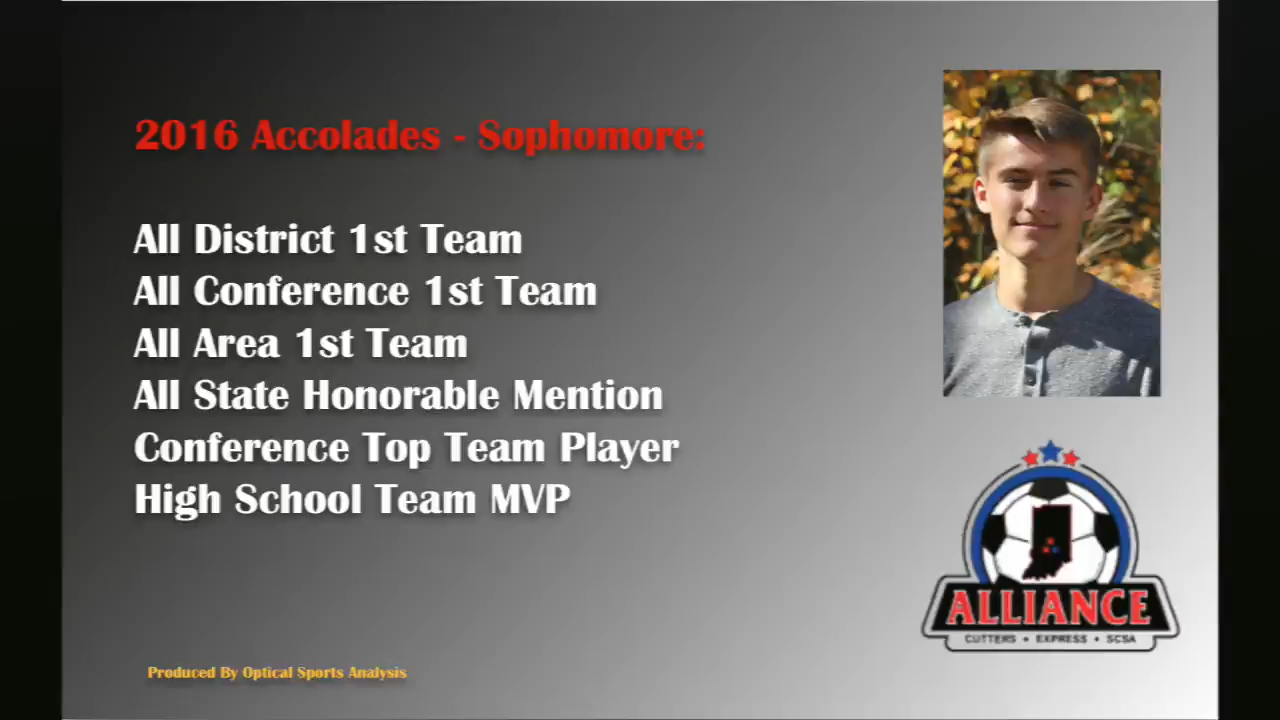 2016 Accolades - Sophomore:
All District 1st Team
All Conference 1st Team
All Area 1st Team
All State Honorable Mention
Conference Top Team Player
High School Team MVP
ALLIANCE
CUTTERS • EXPRESS • SCSA
Produced By Optical Sports Analysis